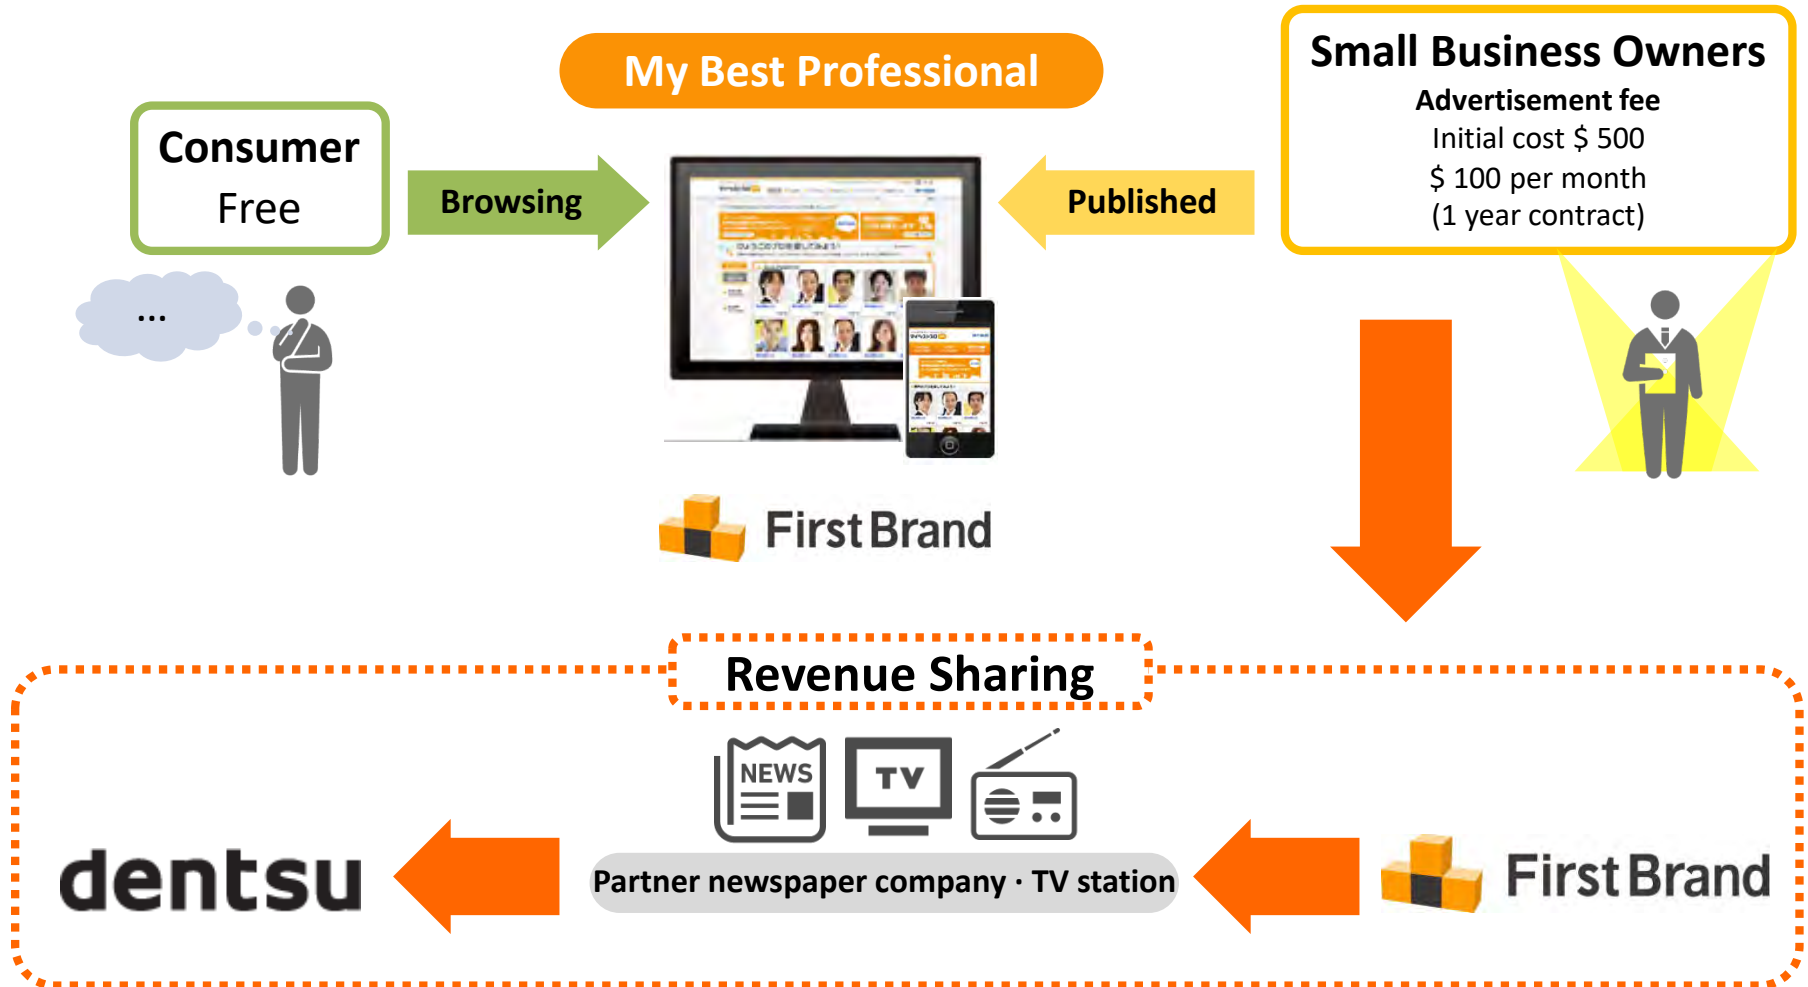 My Best Professional
Small Business Owners
Advertisement fee
Initial cost $ 500
$ 100 per month
(1 year contract)
Consumer
Free
Browsing
Published
...
First Brand
Revenue Sharing
NEWS
TV
dentsu
Partner newspaper company · TV station
First Brand